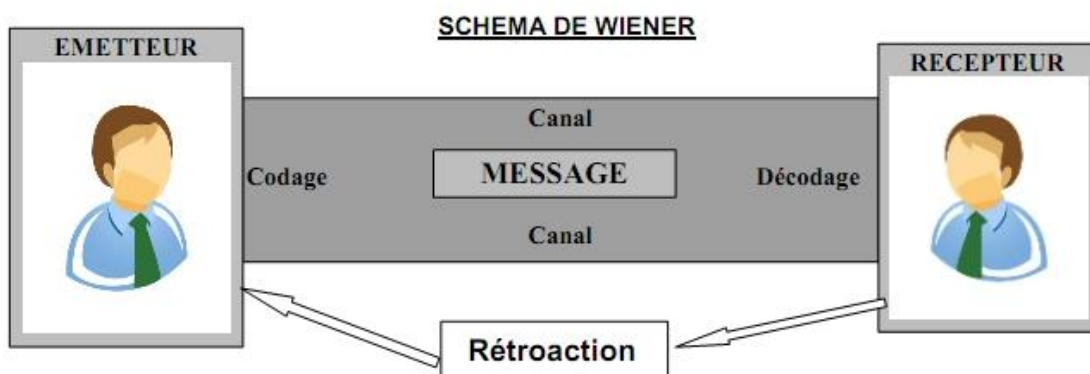 SCHEMA DE WIENER
EMETTEUR
RECEPTEUR
Canal
Codage
MESSAGE
Décodage
Canal
Rétroaction